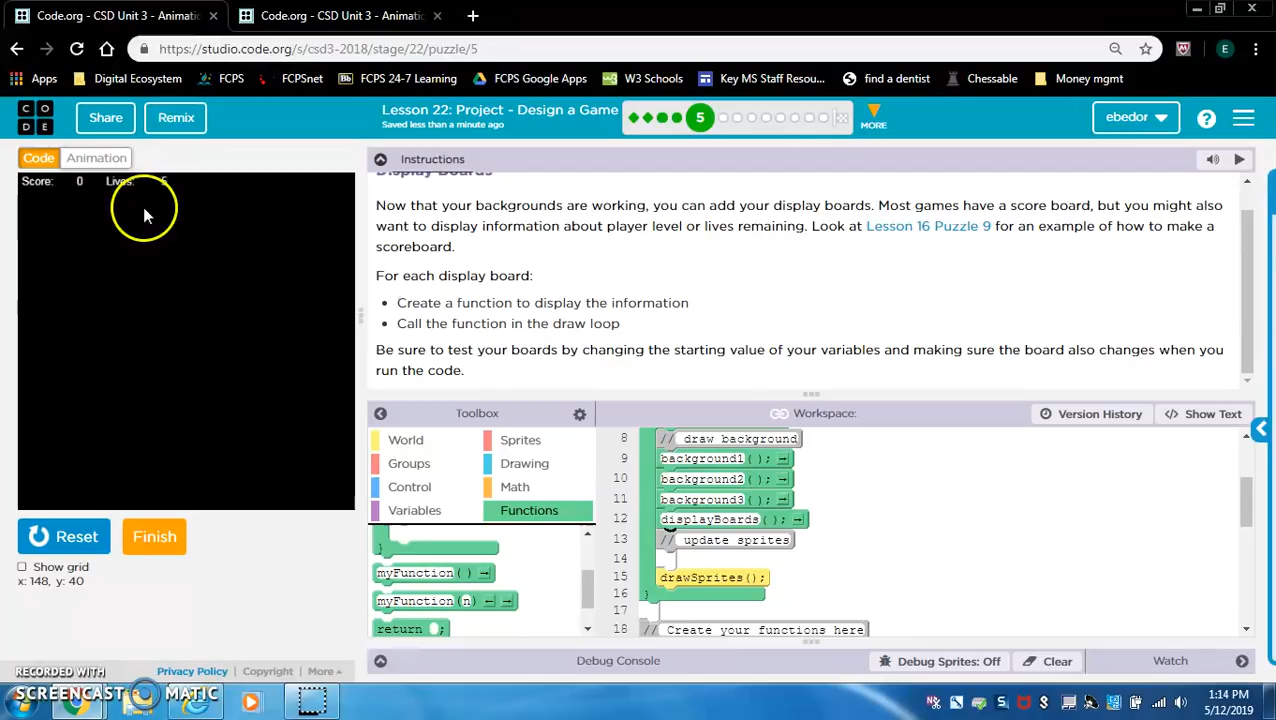 Code.org - CSD Unit 3 - Animatic
Code.org - CSD Unit 3 - Animatic
https://studio.code.org/s/csd3-2018/stage/22/puzzle/5
E
Apps Digital Ecosystem FCPS FCPSnet Bb FCPS 24-7 Learning FCPS Google Apps W3 Schools Key MS Staff Resou... find a dentist Chessable Money mgmt
C O
D E
Share
Remix
Lesson 22: Project - Design a Game
Saved less than a minute ago
5
MORE
ebedor
?
Code
Animation
Instructions
Score: 0 Lives: 5
Display Boards
Now that your backgrounds are working, you can add your display boards. Most games have a score board, but you might also
want to display information about player level or lives remaining. Look at Lesson 16 Puzzle 9 for an example of how to make a
scoreboard.
For each display board:
• Create a function to display the information
• Call the function in the draw loop
Be sure to test your boards by changing the starting value of your variables and making sure the board also changes when you
run the code.
Toolbox
Workspace:
Version History
</> Show Text
World
Sprites
Groups
Drawing
Control
Math
Variables
Functions
}
myFunction()
myFunction(n)
return ;
8 // draw background
9 background1();
10 background2();
11 background3();
12 displayBoards();
13 // update sprites
14
15 drawSprites();
16 }
17
18 // Create your functions here
Reset
Finish
Show grid
x: 148, y: 40
Privacy Policy | Copyright | More
Debug Console
Debug Sprites: Off
Clear
Watch
RECORDED WITH
SCREENCAST MATIC
1:14 PM
5/12/2019